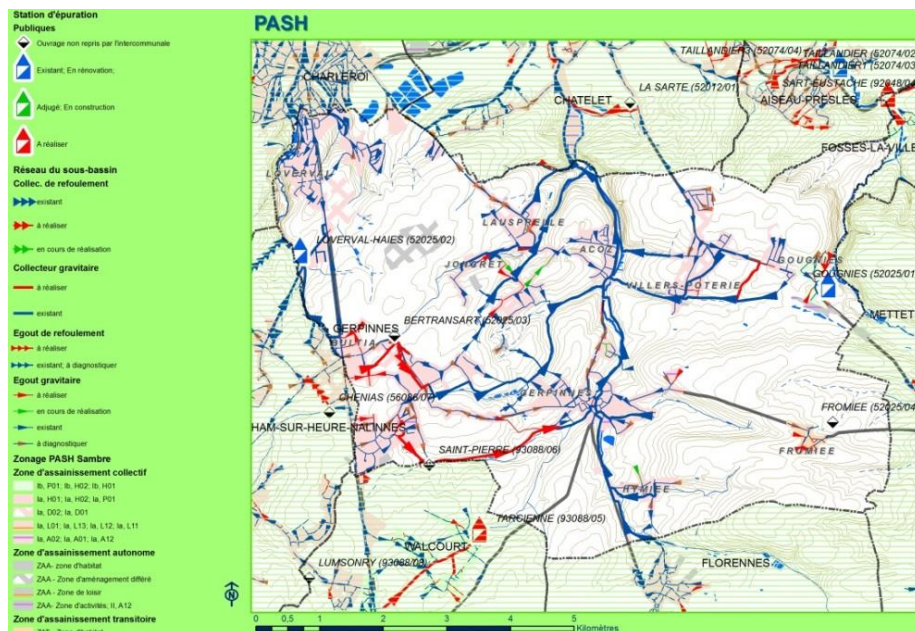 Station d'épuration
Publiques
Ouvrage non repris par l'intercommunale
Existant; En rénovation;
Adjugé; En construction
A réaliser
Réseau du sous-bassin
Collec. de refoulement
existant
à réaliser
en cours de réalisation
Collecteur gravitaire
à réaliser
existant
Egout de refoulement
à réaliser
existant; à diagnostiquer
Egout gravitaire
à réaliser
en cours de réalisation
existant
à diagnostiquer
Zonage PASH Sambre
Zone d'assainissement collectif
Ib, P01; Ib, H02; Ib, H01
Ia, H01; Ia, H02; Ia, P01
Ia, D02; Ia, D01
Ia, L01; Ia, L13; Ia, L12; Ia, L11
Ia, A02; Ia, A01; Ia, A12
Zone d'assainissement autonome
ZAA- zone d'habitat
ZAA - Zone d'aménagement différé
ZAA - Zone de loisir
ZAA- Zone d'activités; II, A12
Zone d'assainissement transitoire
PASH
TAILLANDIER (52074/02)
TAILLANDIERY (52074/03)
SART-EUSTACHE (92048/04)
CHARLEROI
LA SARTE (52012/01)
CHATELET
AISEAU-PRESLES
FOSSES-LA-VILLE
LOVERVAL
LAUSPRELLE
LOVERVAL-HAIES (52025/02)
ACOZ
JONCRET
GOUGNIES
GOUGNIES (52025/01)
VILLERS-POTERIE
METTET
BERTRANSART (52025/03)
GERPINNES
MULTIA
GERPINNES
CHENIAS (56086/07)
FROMIEE (52025/04)
HAM-SUR-HEURE-NALINNES
SAINT-PIERRE (93088/06)
FROMIEE
HYMIEE
TARCIENNE (93088/05)
WALCOURT
LUMSONRY (93088/08)
FLORENNES
N
0 0,5 1 2 3 4 5
Kilomètres